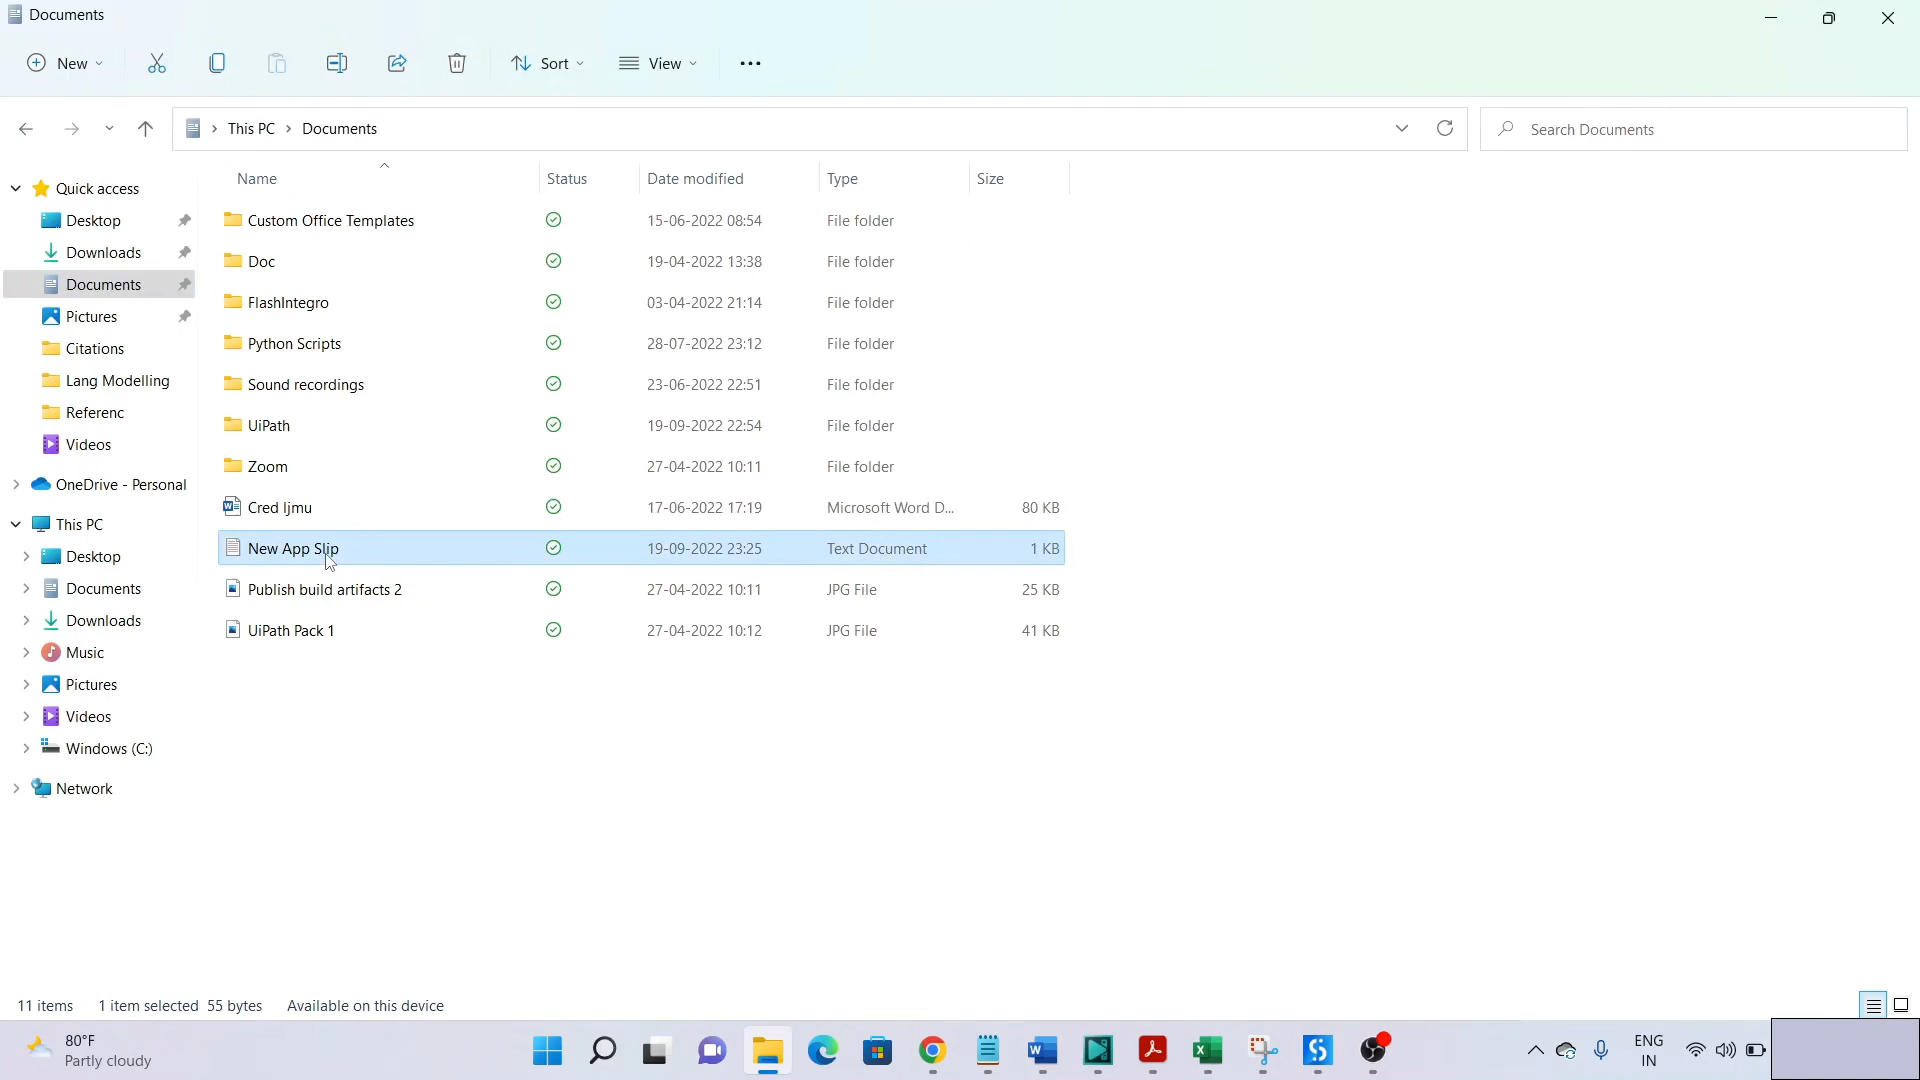 Documents
New
Sort
View
This PC
Documents
Search Documents
Name Status Date modified Type Size
Quick access
Desktop
Downloads
Documents
Pictures
Citations
Lang Modelling
Referenc
Videos
OneDrive - Personal
This PC
Desktop
Documents
Downloads
Music
Pictures
Videos
Windows (C:)
Network
Custom Office Templates 15-06-2022 08:54 File folder
Doc 19-04-2022 13:38 File folder
FlashIntegro 03-04-2022 21:14 File folder
Python Scripts 28-07-2022 23:12 File folder
Sound recordings 23-06-2022 22:51 File folder
UiPath 19-09-2022 22:54 File folder
Zoom 27-04-2022 10:11 File folder
Cred ljmu 17-06-2022 17:19 Microsoft Word D... 80 KB
New App Slip 19-09-2022 23:25 Text Document 1 KB
Publish build artifacts 2 27-04-2022 10:11 JPG File 25 KB
UiPath Pack 1 27-04-2022 10:12 JPG File 41 KB
11 items 1 item selected 55 bytes Available on this device
80°F
Partly cloudy
ENG
IN